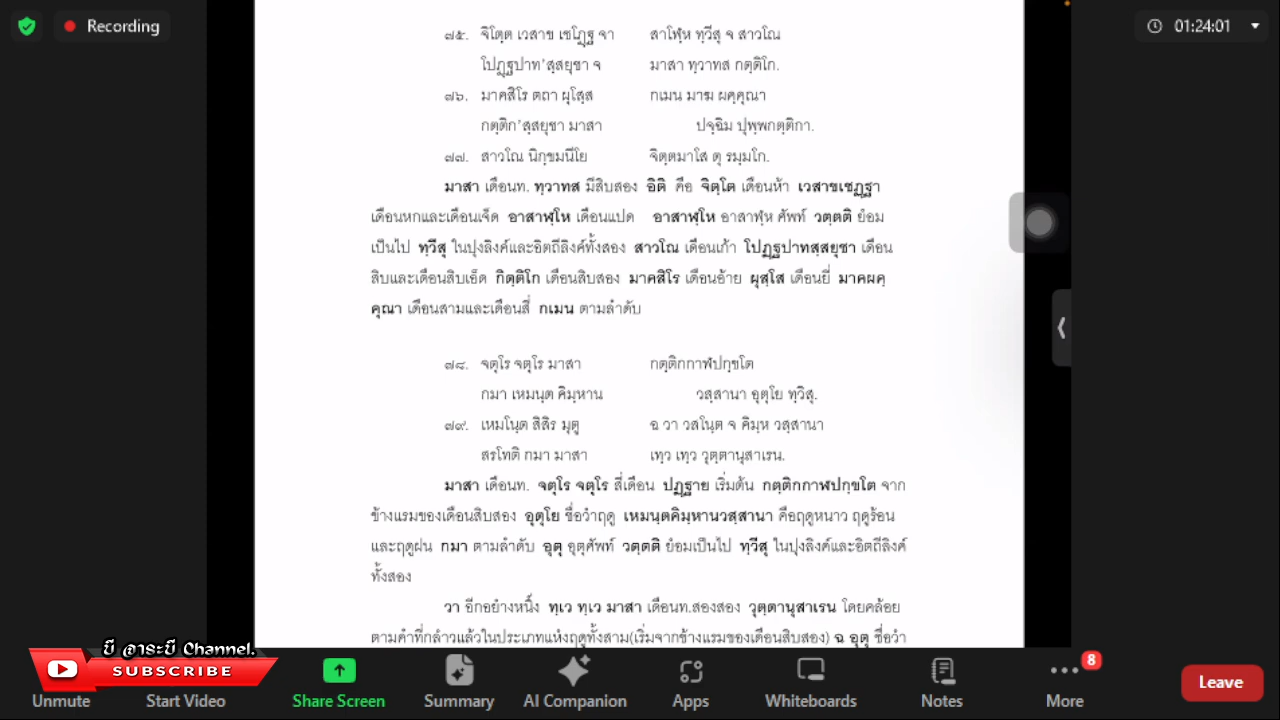 Recording
01:24:01
๗๕. จิโตฺต เวสาข เชโฏฺฐ จา สาโฬฺห ทฺวีสุ จ สาวโณ
โปฏฺฐปาท'สฺสยุชา จ มาสา ทฺวาทส กตฺติโก.
๗๖. มาคสิโร ตถา ผุโสฺส กเมน มาฆ ผคฺคุณา
กตฺติก'สฺสยุชา มาสา ปจฺฉิม ปุพฺพกตฺติกา.
๗๗. สาวโณ นิกฺขมนีโย จิตฺตมาโส ตุ รมฺมโก.
มาสา เดือนท. ทฺวาทส มีสิบสอง อิติ คือ จิตฺโต เดือนห้า เวสาขเชฏฺฐา
เดือนหกและเดือนเจ็ด อาสาฬฺโห เดือนแปด อาสาฬฺโห อาสาฬฺห ศัพท์ วตฺตติ ย่อม
เป็นไป ทฺวีสุ ในปุงลิงค์และอิตถีลิงค์ทั้งสอง สาวโณ เดือนเก้า โปฏฺฐปาทสฺสยุชา เดือน
สิบและเดือนสิบเอ็ด กิตฺติโก เดือนสิบสอง มาคสิโร เดือนอ้าย ผุสฺโส เดือนยี่ มาคผคฺ
คุณา เดือนสามและเดือนสี่ กเมน ตามลำดับ
๗๘. จตุโร จตุโร มาสา กตฺติกกาฬปกฺขโต
กมา เหมนฺต คิมฺหาน วสฺสานา อุตุโย ทฺวิสุ.
๗๙. เหมโนฺต สิสิร มุตู ฉ วา วสโนฺต จ คิมฺห วสฺสานา
สรโทติ กมา มาสา เทฺว เทฺว วุตฺตานุสาเรน.
มาสา เดือนท. จตุโร จตุโร สี่เดือน ปฏฺฐาย เริ่มต้น กตฺติกกาฬปกฺขโต จาก
ข้างแรมของเดือนสิบสอง อุตุโย ชื่อว่าฤดู เหมนฺตคิมฺหานวสฺสานา คือฤดูหนาว ฤดูร้อน
และฤดูฝน กมา ตามลำดับ อุตุ อุตุศัพท์ วตฺตติ ย่อมเป็นไป ทฺวีสุ ในปุงลิงค์และอิตถีลิงค์
ทั้งสอง
วา อีกอย่างหนึ่ง ทฺเว ทฺเว มาสา เดือนท.สองสอง วุตฺตานุสาเรน โดยคล้อย
ตามคำที่กล่าวแล้วในประเภทแห่งฤดูทั้งสาม(เริ่มจากข้างแรมของเดือนสิบสอง) ฉ อุตุ ชื่อว่า
บี อาระบี Channel.
SUBSCRIBE
8
Unmute Start Video Share Screen Summary AI Companion Apps Whiteboards Notes More Leave